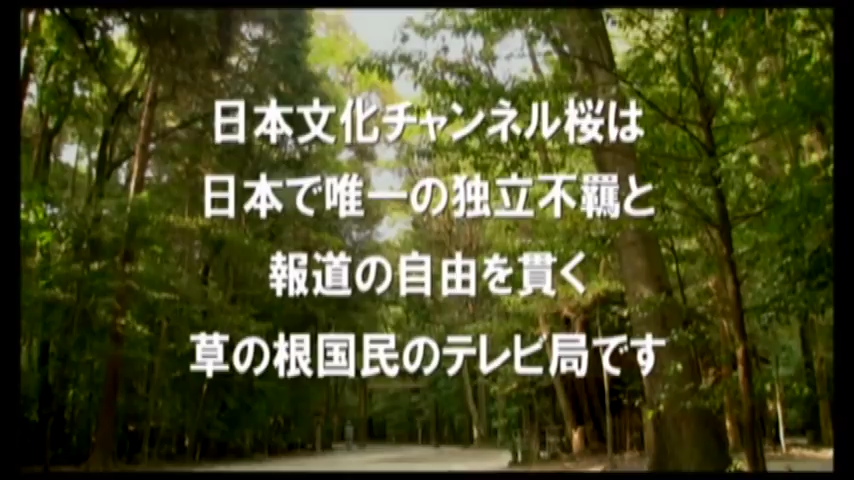 日本文化チャンネル桜は
日本で唯一の独立不羈と
報道の自由を貫く
草の根国民のテレビ局です